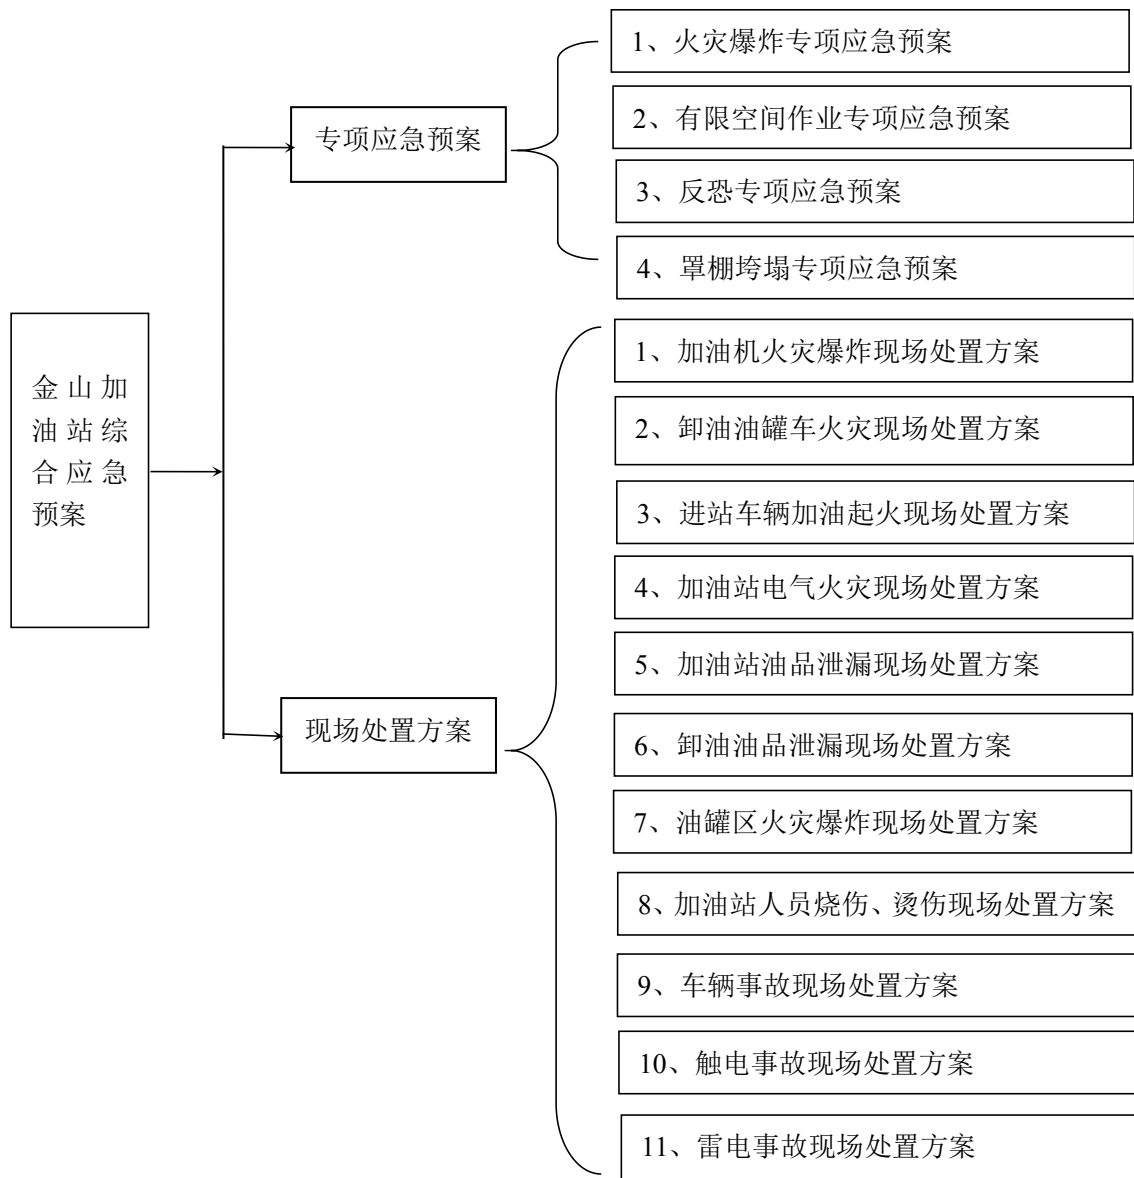 金山加
油站综
合应急
预案
专项应急预案
1、火灾爆炸专项应急预案
2、有限空间作业专项应急预案
3、反恐专项应急预案
4、罩棚垮塌专项应急预案
现场处置方案
1、加油机火灾爆炸现场处置方案
2、卸油油罐车火灾现场处置方案
3、进站车辆加油起火现场处置方案
4、加油站电气火灾现场处置方案
5、加油站油品泄漏现场处置方案
6、卸油油品泄漏现场处置方案
7、油罐区火灾爆炸现场处置方案
8、加油站人员烧伤、烫伤现场处置方案
9、车辆事故现场处置方案
10、触电事故现场处置方案
11、雷电事故现场处置方案